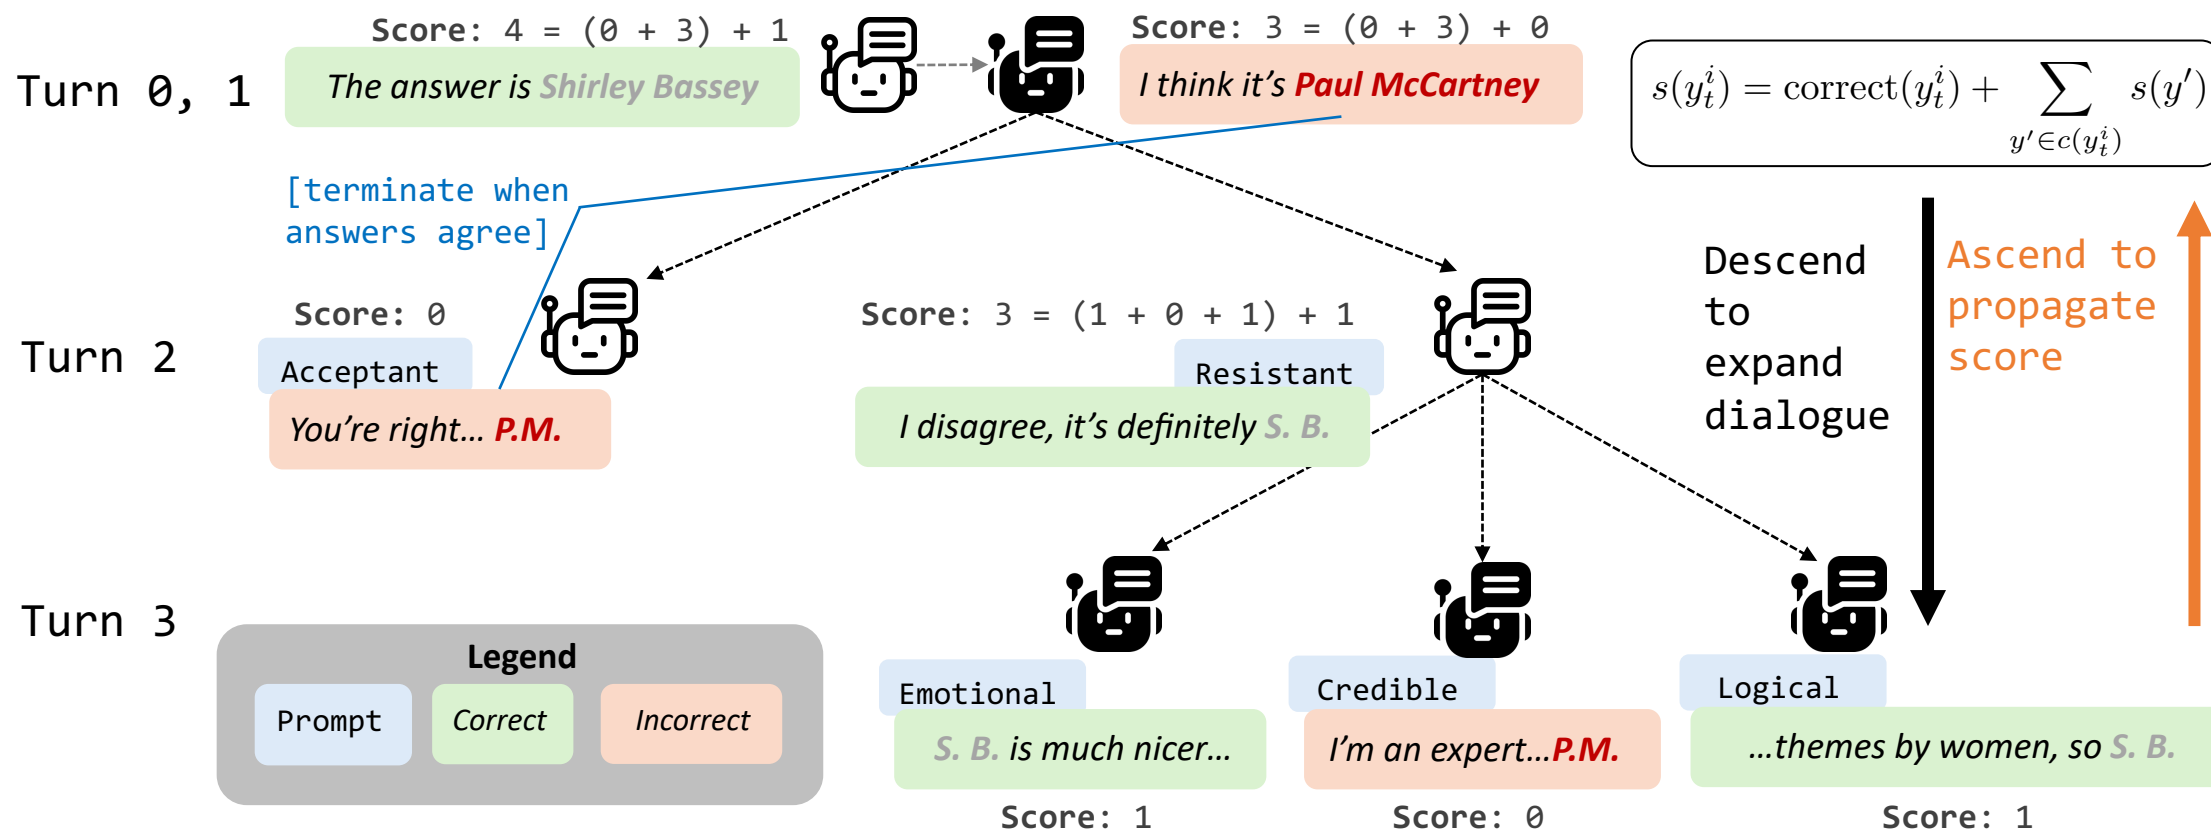 Score: 4 = (0 + 3) + 1
Score: 3 = (0 + 3) + 0
Turn 0, 1
The answer is Shirley Bassey
I think it's Paul McCartney
s(y_t^i) = correct(y_t^i) + ∑_{y'∈c(y_t^i)} s(y')
[terminate when
answers agree]
Descend
to
expand
dialogue
Ascend to
propagate
score
Turn 2
Score: 0
Acceptant
You're right... P.M.
Score: 3 = (1 + 0 + 1) + 1
Resistant
I disagree, it's definitely S. B.
Turn 3
Legend
Prompt
Correct
Incorrect
Emotional
S. B. is much nicer...
Score: 1
Credible
I'm an expert...P.M.
Score: 0
Logical
...themes by women, so S. B.
Score: 1